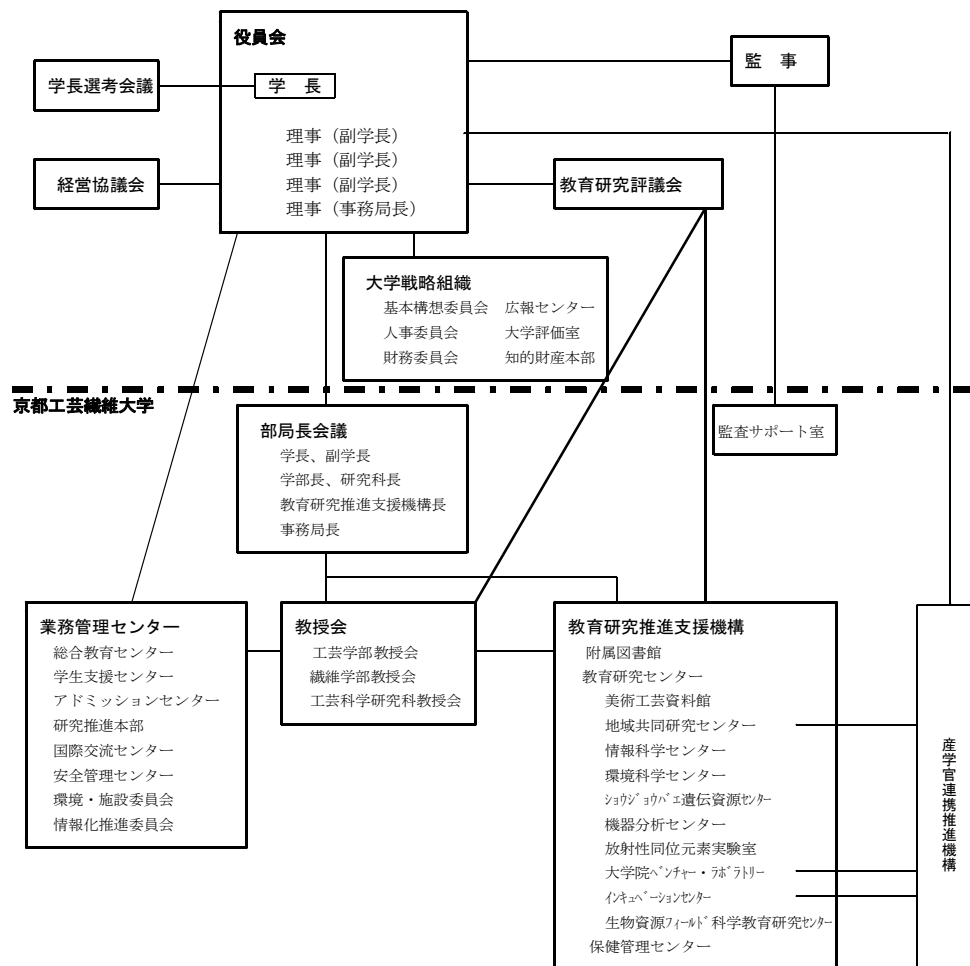 役員会
監　事
学長選考会議
学　長
理事（副学長）
理事（副学長）
理事（副学長）
理事（事務局長）
経営協議会
教育研究評議会
大学戦略組織
基本構想委員会　広報センター
人事委員会　大学評価室
財務委員会　知的財産本部
京都工芸繊維大学
部局長会議
学長、副学長
学部長、研究科長
教育研究推進支援機構長
事務局長
監査サポート室
業務管理センター
総合教育センター
学生支援センター
アドミッションセンター
研究推進本部
国際交流センター
安全管理センター
環境・施設委員会
情報化推進委員会
教授会
工芸学部教授会
繊維学部教授会
工芸科学研究科教授会
教育研究推進支援機構
附属図書館
教育研究センター
美術工芸資料館
地域共同研究センター
情報科学センター
環境科学センター
ｼｮｳｼﾞｮｳﾊﾞｴ遺伝資源ｾﾝﾀｰ
機器分析センター
放射性同位元素実験室
大学院ﾍﾞﾝﾁｬｰ・ﾗﾎﾞﾗﾄﾘｰ
ｲﾝｷｭﾍﾞｰｼｮﾝｾﾝﾀｰ
生物資源ﾌｨｰﾙﾄﾞ科学教育研究ｾﾝﾀｰ
保健管理センター
産学官連携推進機構